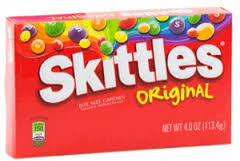 Skittles
BITE SIZE CANDIES
ORIGINAL
NET WT 4.0 OZ (113.4g)